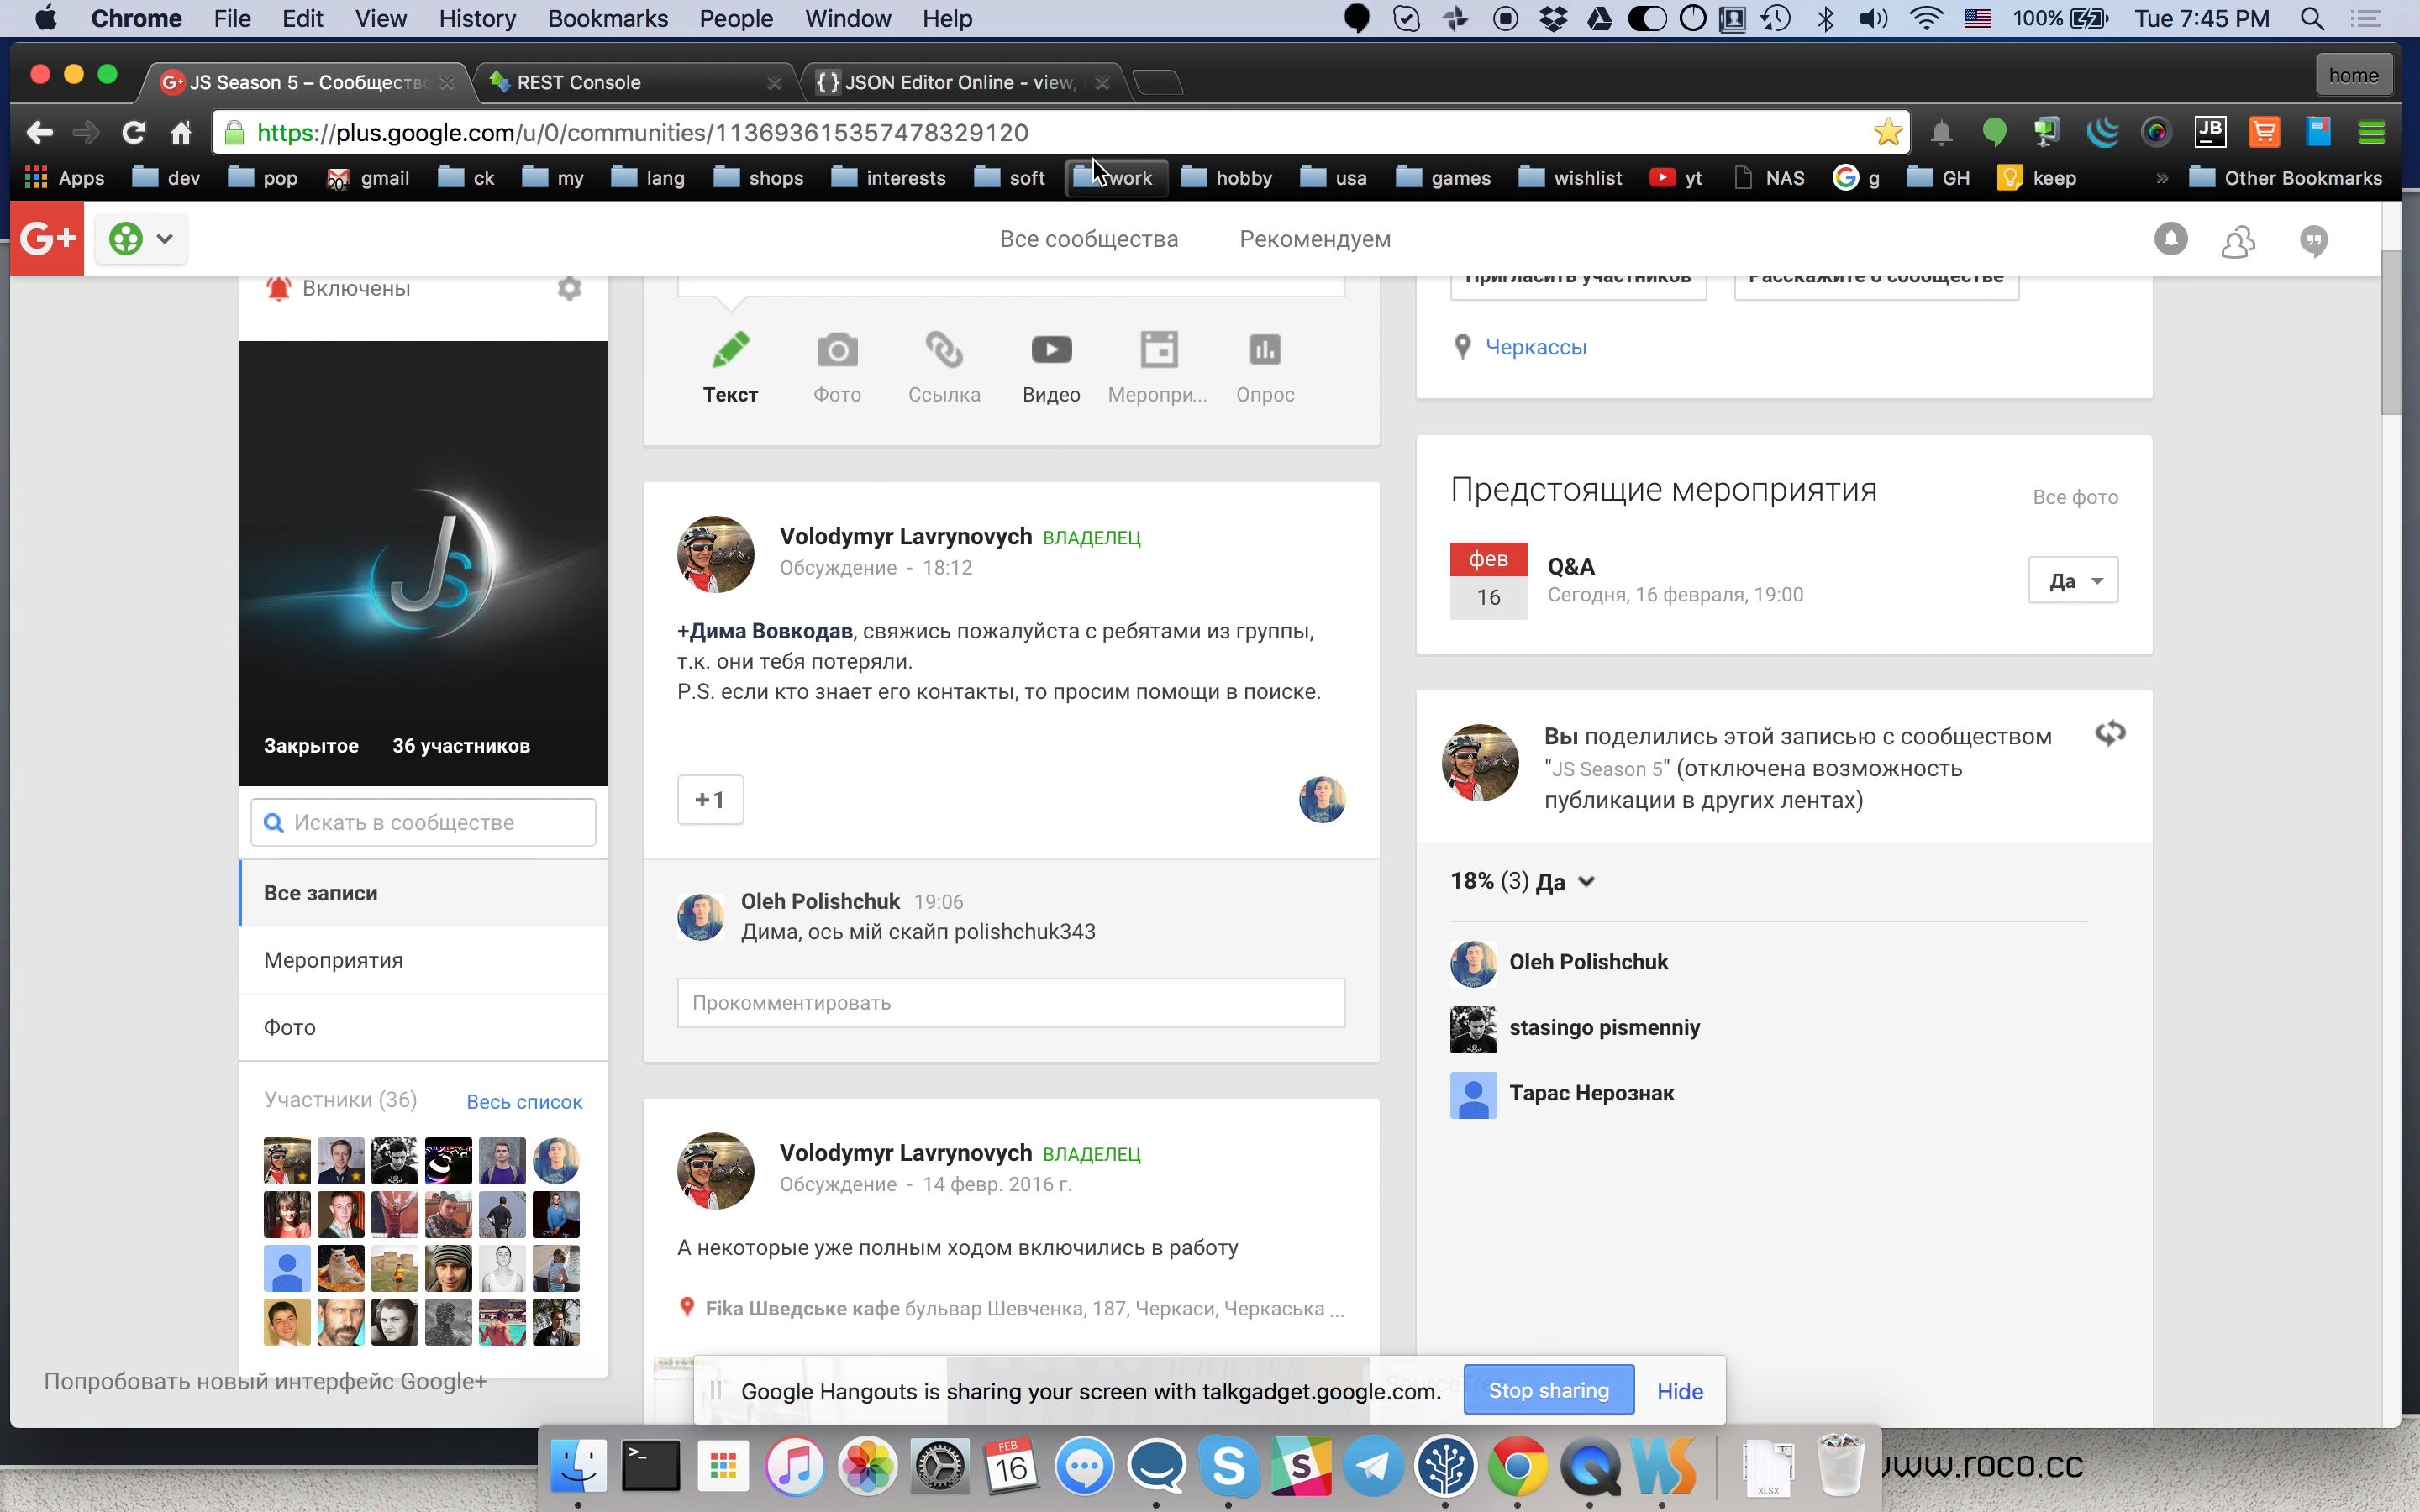 Chrome File Edit View History Bookmarks People Window Help 100% Tue 7:45 PM
JS Season 5 – Сообщество REST Console {} JSON Editor Online - view, home
https://plus.google.com/u/0/communities/113693615357478329120 JB
Apps dev pop 20+ gmail ck my lang shops interests soft work hobby usa games wishlist yt NAS g GH keep » Other Bookmarks
G+ Все сообщества Рекомендуем
Включены
Пригласить участников Расскажите о сообществе
Черкассы
Текст Фото Ссылка Видео Меропри... Опрос
JS
Закрытое 36 участников
Искать в сообществе
Все записи
Мероприятия
Фото
Участники (36) Весь список
Попробовать новый интерфейс Google+
Volodymyr Lavrynovych ВЛАДЕЛЕЦ
Обсуждение - 18:12
+Дима Вовкодав, свяжись пожалуйста с ребятами из группы,
т.к. они тебя потеряли.
P.S. если кто знает его контакты, то просим помощи в поиске.
+1
Oleh Polishchuk 19:06
Дима, ось мій скайп polishchuk343
Прокомментировать
Volodymyr Lavrynovych ВЛАДЕЛЕЦ
Обсуждение - 14 февр. 2016 г.
А некоторые уже полным ходом включились в работу
Fika Шведське кафе бульвар Шевченка, 187, Черкаси, Черкаська ...
Предстоящие мероприятия Все фото
фев
16
Q&A
Сегодня, 16 февраля, 19:00
Да
Вы поделились этой записью с сообществом
"JS Season 5" (отключена возможность
публикации в других лентах)
18% (3) Да
Oleh Polishchuk
stasingo pismenniy
Тарас Нерознак
Google Hangouts is sharing your screen with talkgadget.google.com. Stop sharing Hide
FEB
16
XLSX
www.roco.cc